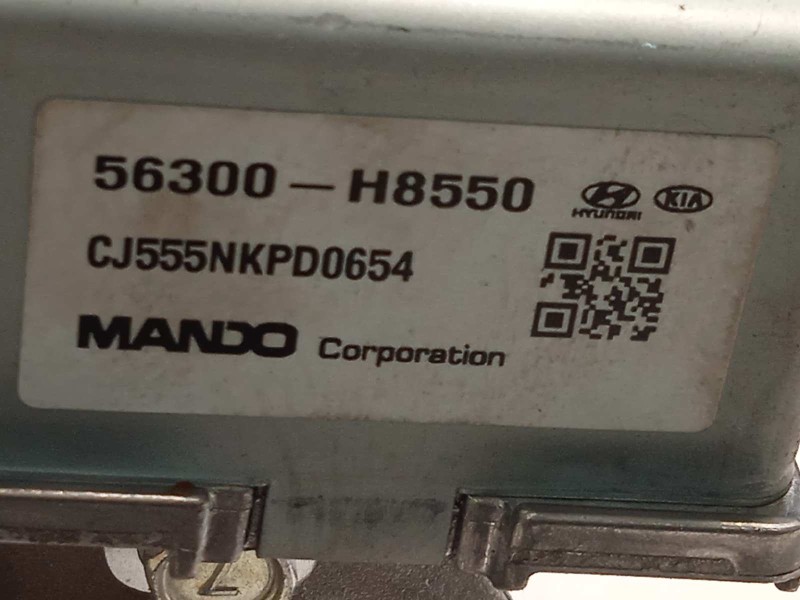 56300 – H8550
HYUNDAI KIA
CJ555NKPD0654
MANDO Corporation
Z